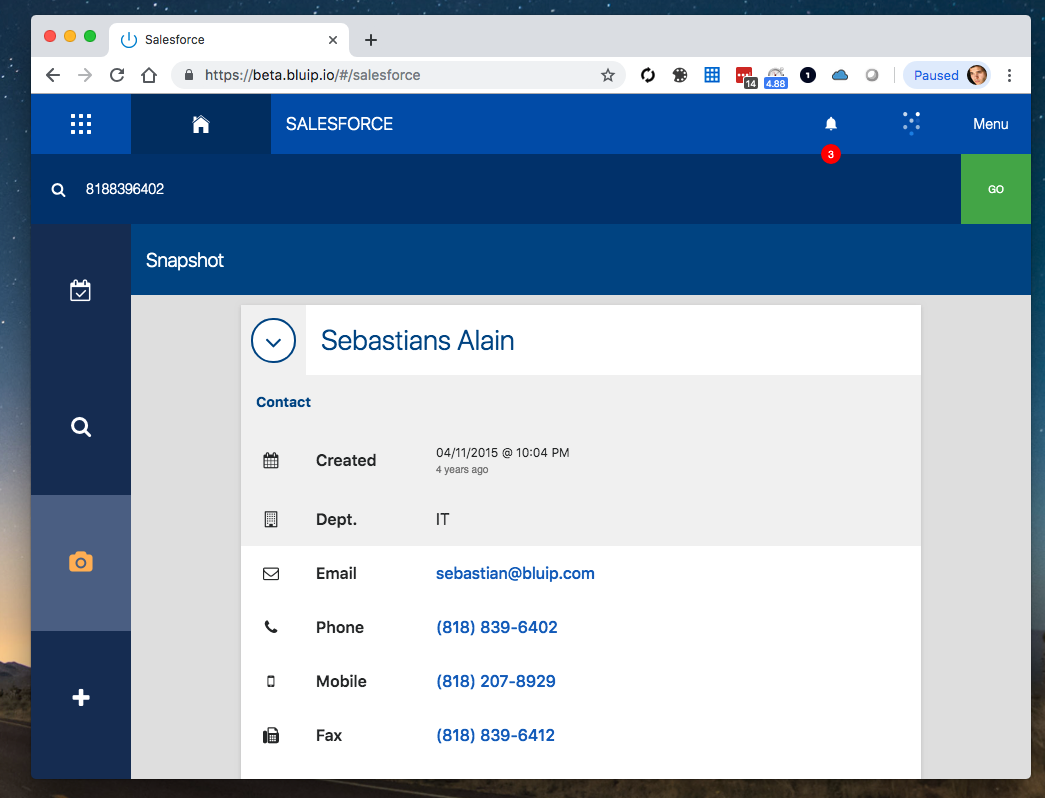 Salesforce
https://beta.bluip.io/#/salesforce
14
4.88
1
Paused
SALESFORCE
3
Menu
8188396402
GO
Snapshot
Sebastians Alain
Contact
Created
04/11/2015 @ 10:04 PM
4 years ago
Dept.
IT
Email
sebastian@bluip.com
Phone
(818) 839-6402
Mobile
(818) 207-8929
Fax
(818) 839-6412